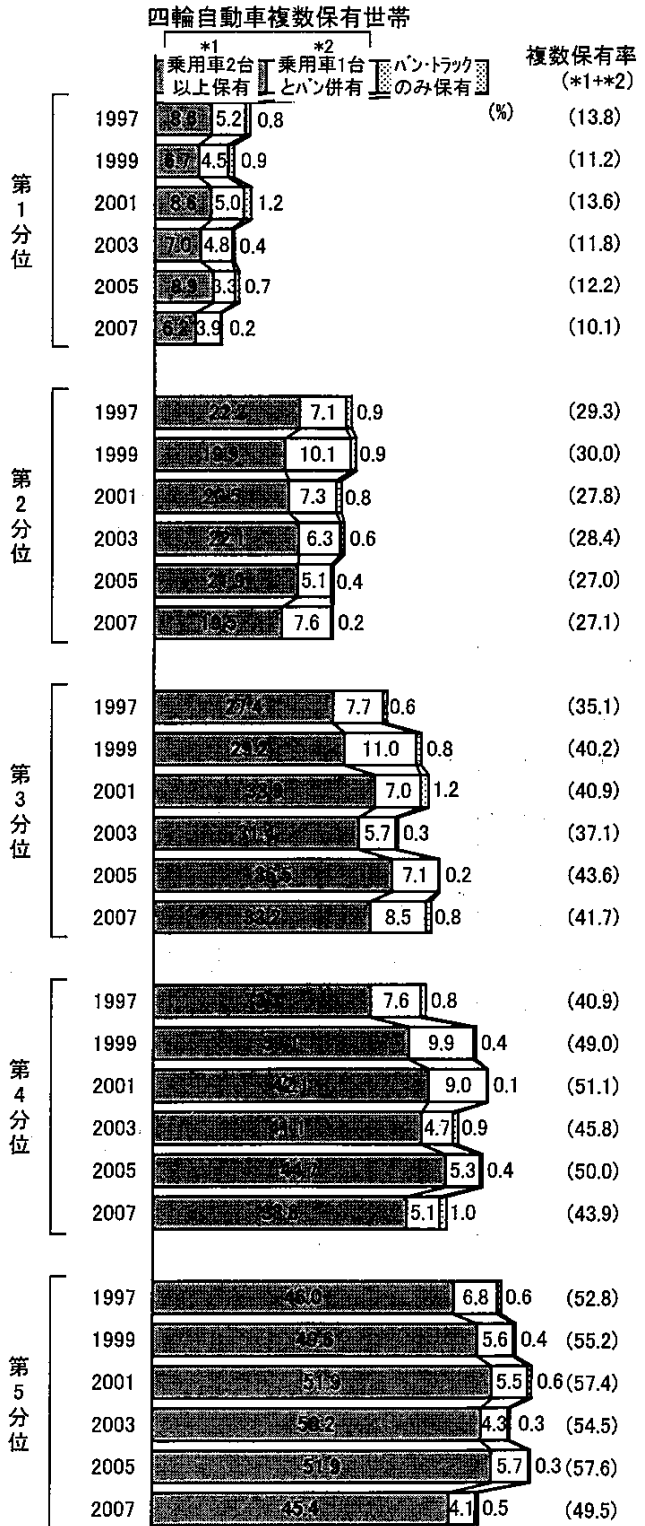 四輪自動車複数保有世帯
*1 *2
乗用車2台以上保有 乗用車1台とバン併有 バン・トラックのみ保有
複数保有率(*1+*2)
(%)
第1分位
1997 8.6 5.2 0.8 (13.8)
1999 6.7 4.5 0.9 (11.2)
2001 8.6 5.0 1.2 (13.6)
2003 7.0 4.8 0.4 (11.8)
2005 8.9 3.3 0.7 (12.2)
2007 6.2 3.9 0.2 (10.1)
第2分位
1997 22.2 7.1 0.9 (29.3)
1999 19.9 10.1 0.9 (30.0)
2001 20.5 7.3 0.8 (27.8)
2003 22.1 6.3 0.6 (28.4)
2005 21.9 5.1 0.4 (27.0)
2007 19.5 7.6 0.2 (27.1)
第3分位
1997 27.4 7.7 0.6 (35.1)
1999 29.2 11.0 0.8 (40.2)
2001 33.9 7.0 1.2 (40.9)
2003 5.7 0.3 (37.1)
2005 36.5 7.1 0.2 (43.6)
2007 33.2 8.5 0.8 (41.7)
第4分位
1997 7.6 0.8 (40.9)
1999 9.9 0.4 (49.0)
2001 9.0 0.1 (51.1)
2003 41.1 4.7 0.9 (45.8)
2005 44.7 5.3 0.4 (50.0)
2007 38.8 5.1 1.0 (43.9)
第5分位
1997 46.0 6.8 0.6 (52.8)
1999 49.6 5.6 0.4 (55.2)
2001 51.9 5.5 0.6 (57.4)
2003 50.2 4.3 0.3 (54.5)
2005 51.9 5.7 0.3 (57.6)
2007 45.4 4.1 0.5 (49.5)